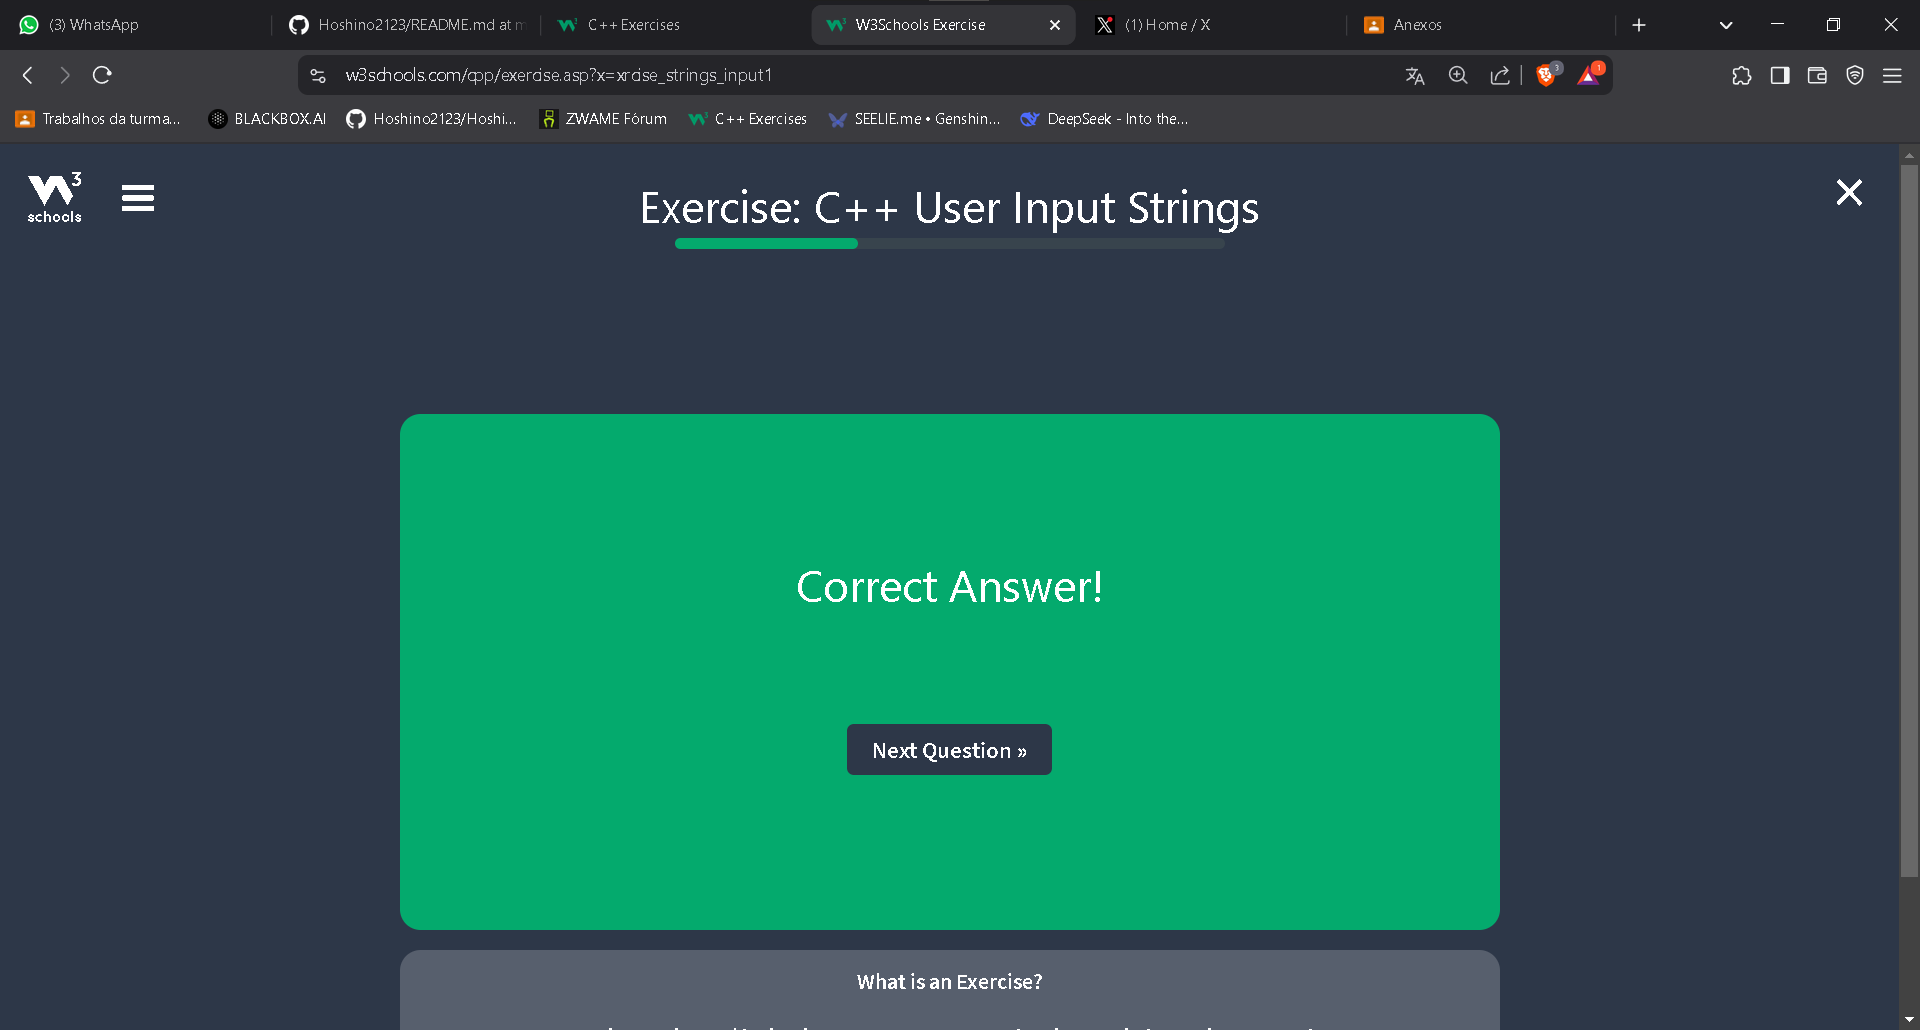 (3) WhatsApp
Hoshino2123/README.md at m
C++ Exercises
W3Schools Exercise
(1) Home / X
Anexos
w3schools.com/cpp/exercise.asp?x=xrcise_strings_input1
3
1
Trabalhos da turma...
BLACKBOX.AI
Hoshino2123/Hoshi...
ZWAME Fórum
C++ Exercises
SEELIE.me • Genshin...
DeepSeek - Into the...
3
schools
Exercise: C++ User Input Strings
Correct Answer!
Next Question »
What is an Exercise?